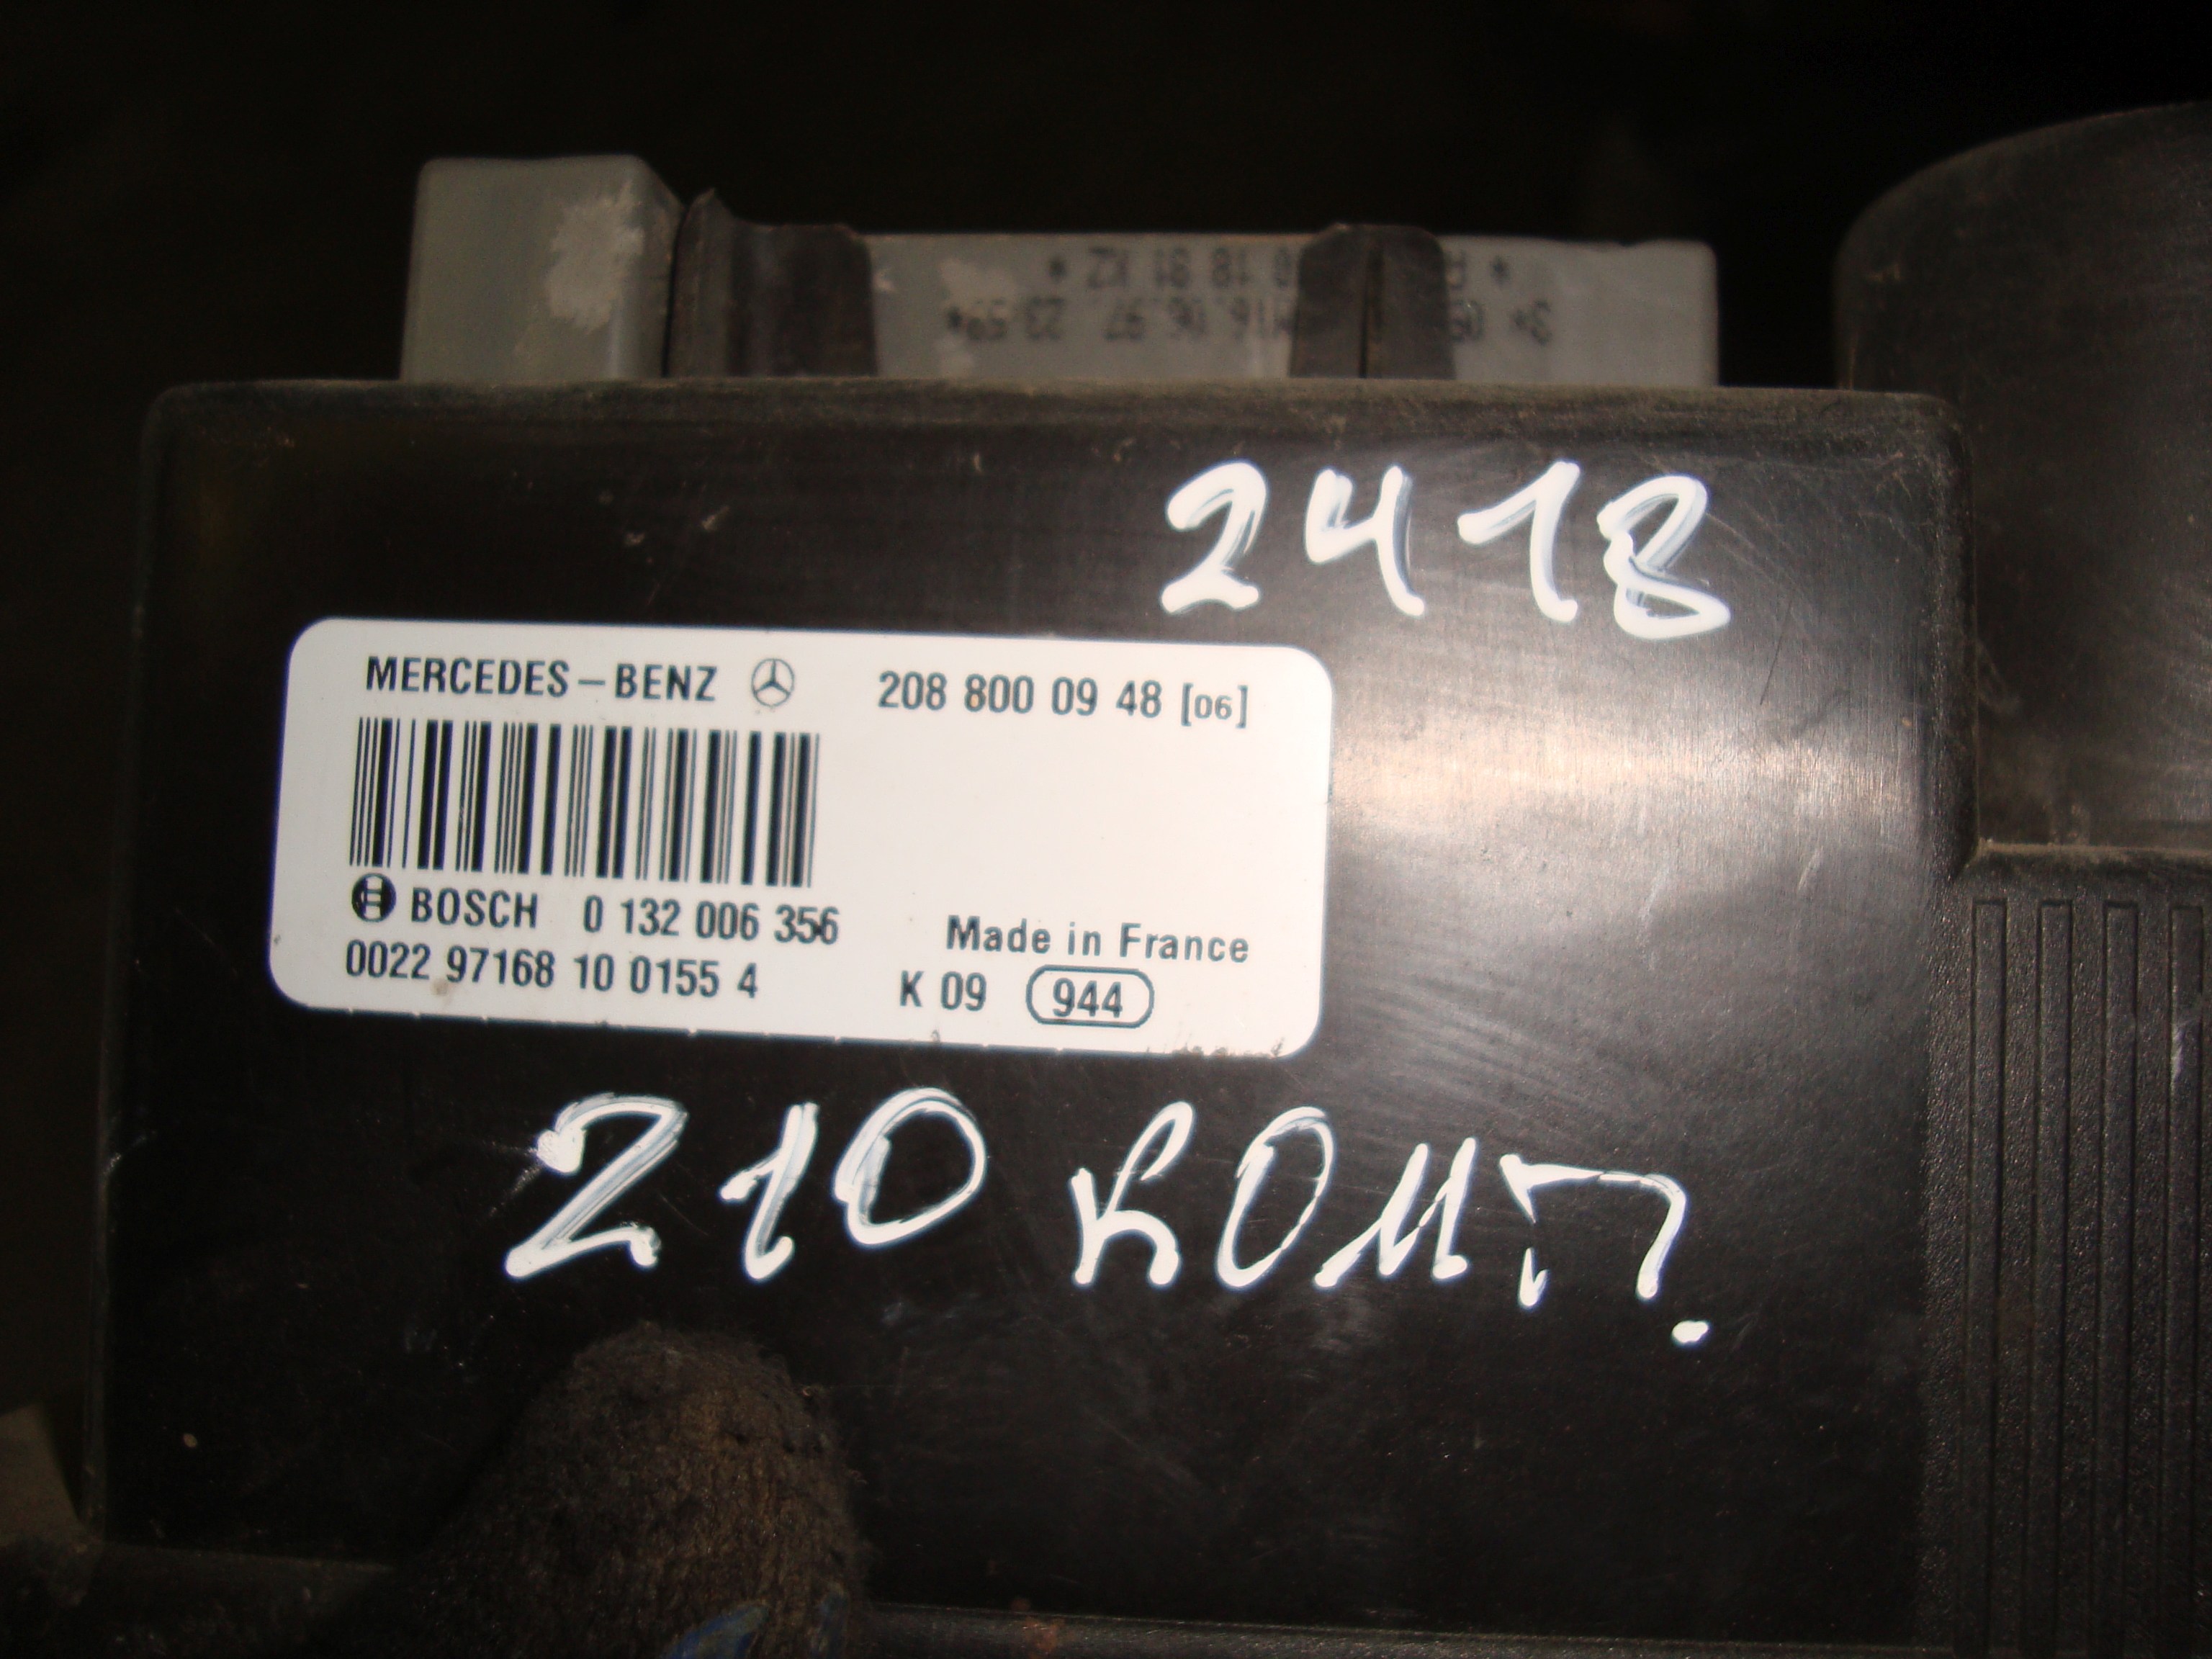 2418
MERCEDES-BENZ 208 800 09 48 [06]
BOSCH 0 132 006 356 Made in France
0022 97168 10 0155 4 K 09 944
210 комп.